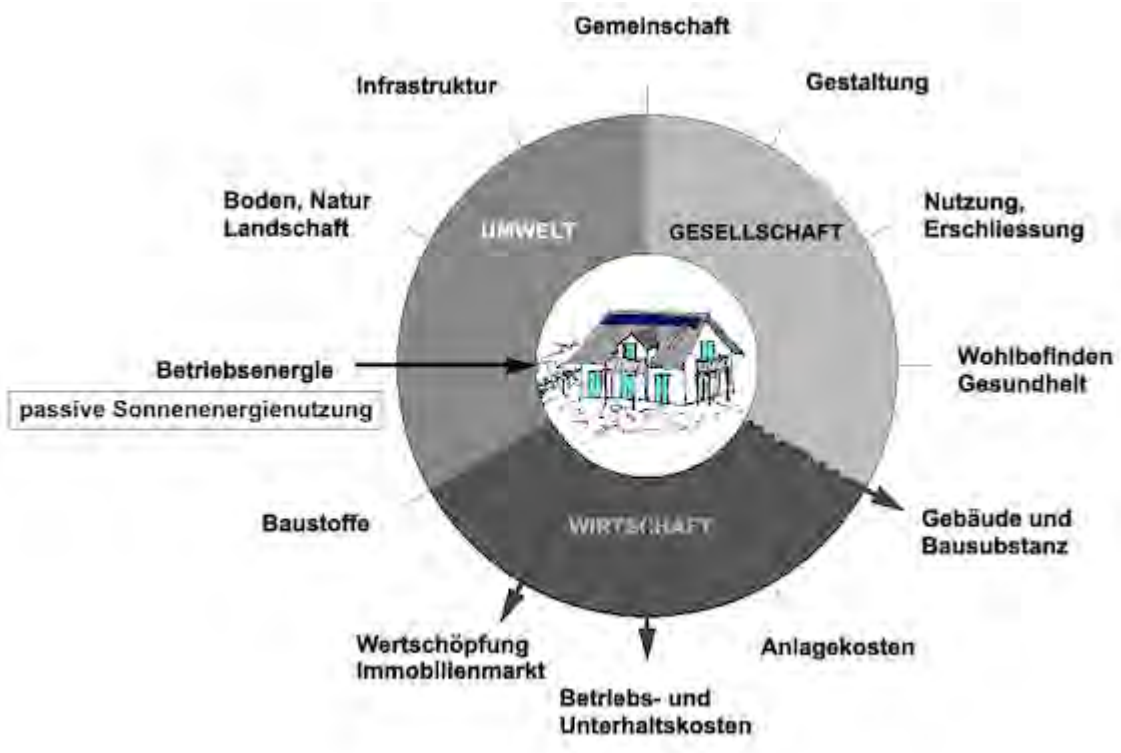 Gemeinschaft
Infrastruktur
Gestaltung
Boden, Natur
Landschaft
Nutzung,
Erschliessung
UMWELT
GESELLSCHAFT
Betriebsenergie
passive Sonnenenergienutzung
Wohlbefinden
Gesundheit
Baustoffe
WIRTSCHAFT
Gebäude und
Bausubstanz
Wertschöpfung
Immobilienmarkt
Anlagekosten
Betriebs- und
Unterhaltskosten